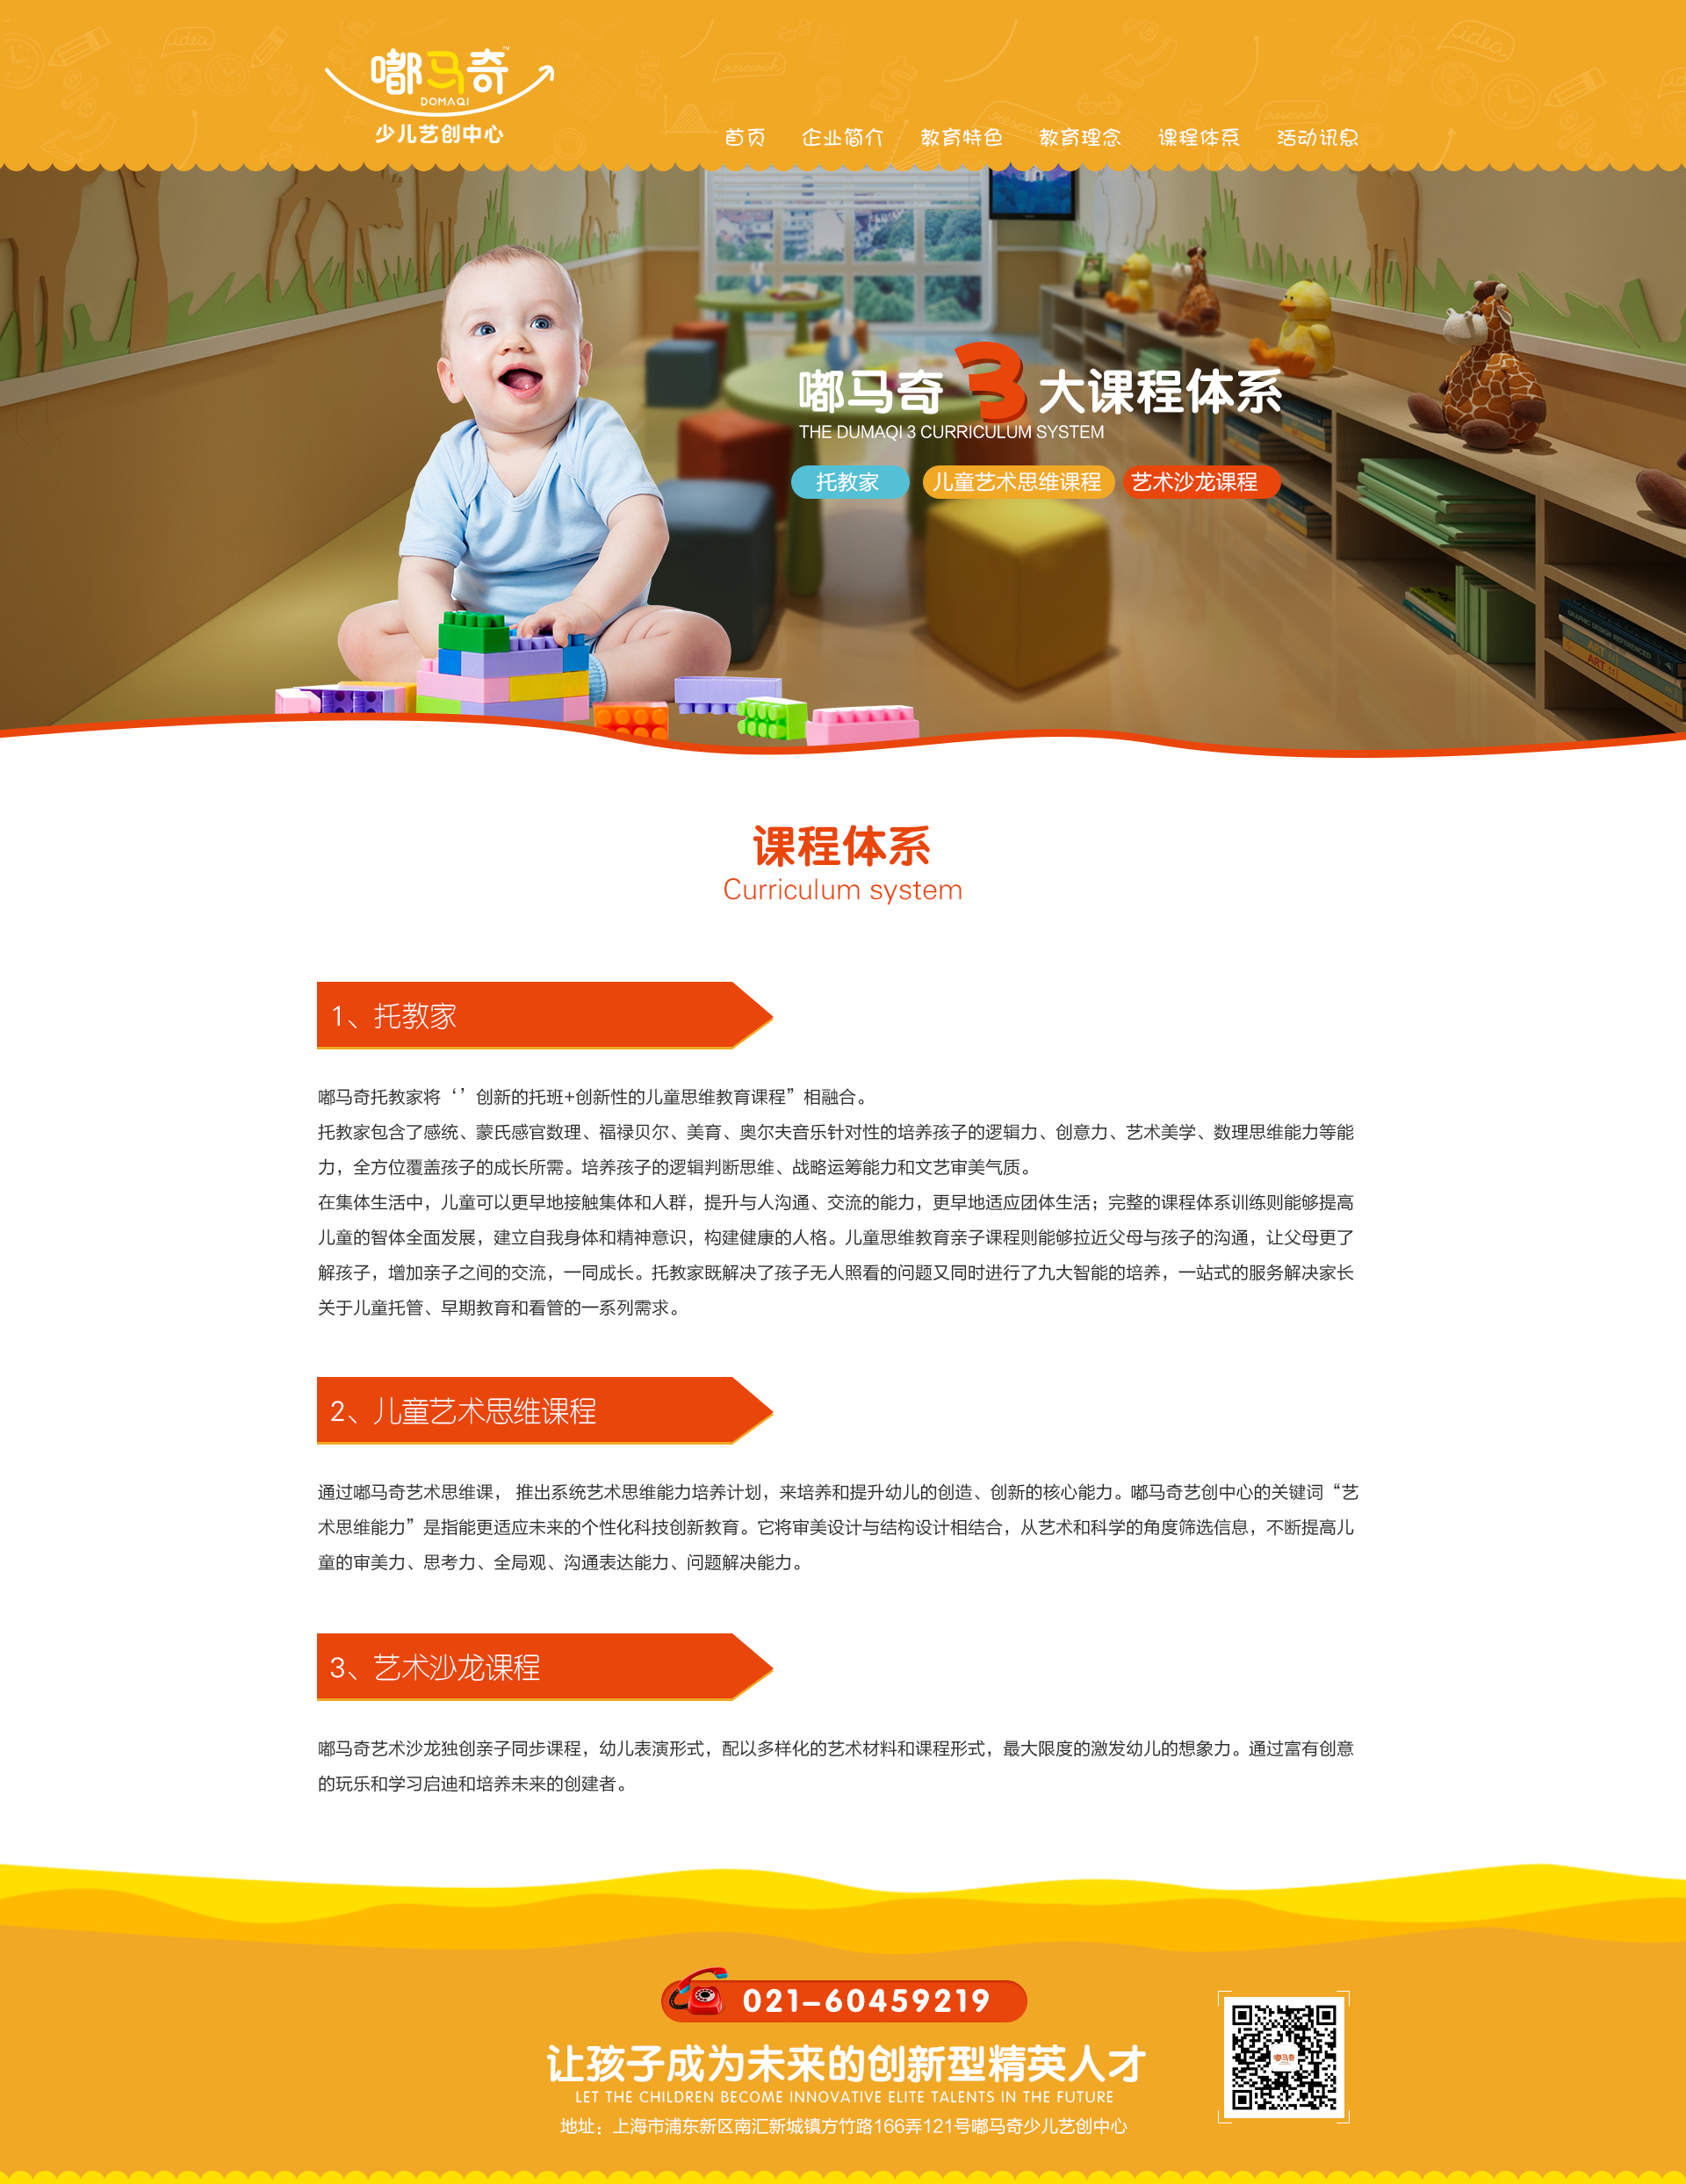 嘟马奇
TM
DOMAQI
少儿艺创中心
首页 企业简介 教育特色 教育理念 课程体系 活动讯息
idea
idea
research
research
research
嘟马奇3大课程体系
THE DUMAQI 3 CURRICULUM SYSTEM
托教家 儿童艺术思维课程 艺术沙龙课程
GRAPHIC DESIGN REFERENCED
ART
ART
课程体系
Curriculum system
1、托教家
嘟马奇托教家将‘’创新的托班+创新性的儿童思维教育课程”相融合。
托教家包含了感统、蒙氏感官数理、福禄贝尔、美育、奥尔夫音乐针对性的培养孩子的逻辑力、创意力、艺术美学、数理思维能力等能
力，全方位覆盖孩子的成长所需。培养孩子的逻辑判断思维、战略运筹能力和文艺审美气质。
在集体生活中，儿童可以更早地接触集体和人群，提升与人沟通、交流的能力，更早地适应团体生活；完整的课程体系训练则能够提高
儿童的智体全面发展，建立自我身体和精神意识，构建健康的人格。儿童思维教育亲子课程则能够拉近父母与孩子的沟通，让父母更了
解孩子，增加亲子之间的交流，一同成长。托教家既解决了孩子无人照看的问题又同时进行了九大智能的培养，一站式的服务解决家长
关于儿童托管、早期教育和看管的一系列需求。
2、儿童艺术思维课程
通过嘟马奇艺术思维课， 推出系统艺术思维能力培养计划，来培养和提升幼儿的创造、创新的核心能力。嘟马奇艺创中心的关键词“艺
术思维能力”是指能更适应未来的个性化科技创新教育。它将审美设计与结构设计相结合，从艺术和科学的角度筛选信息，不断提高儿
童的审美力、思考力、全局观、沟通表达能力、问题解决能力。
3、艺术沙龙课程
嘟马奇艺术沙龙独创亲子同步课程，幼儿表演形式，配以多样化的艺术材料和课程形式，最大限度的激发幼儿的想象力。通过富有创意
的玩乐和学习启迪和培养未来的创建者。
021-60459219
让孩子成为未来的创新型精英人才
LET THE CHILDREN BECOME INNOVATIVE ELITE TALENTS IN THE FUTURE
地址：上海市浦东新区南汇新城镇方竹路166弄121号嘟马奇少儿艺创中心
嘟马奇